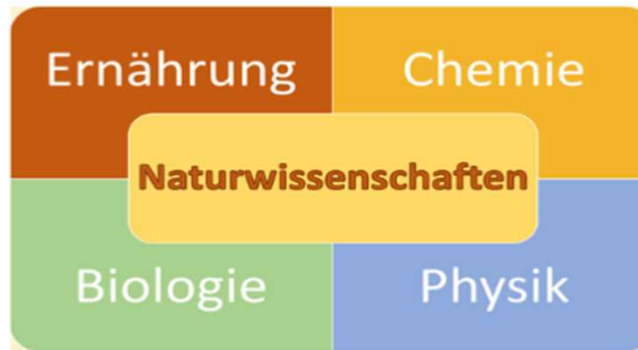 Ernährung
Chemie
Naturwissenschaften
Biologie
Physik